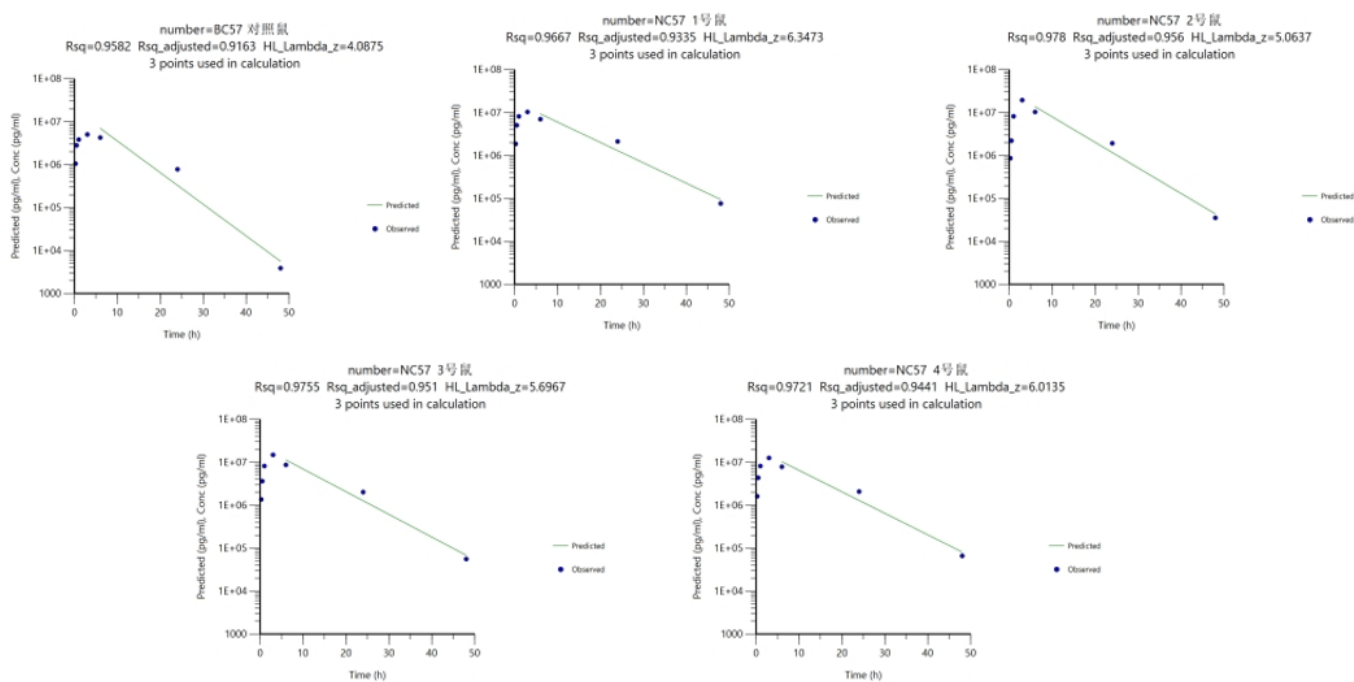 number=BC57 对照鼠
Rsq=0.9582 Rsq_adjusted=0.9163 HL_Lambda_z=4.0875
3 points used in calculation
Predicted (pg/ml), Conc (pg/ml)
1E+08
1E+07
1E+06
1E+05
1E+04
1000
0 10 20 30 40 50
Time (h)
Predicted
Observed
number=NC57 1号鼠
Rsq=0.9667 Rsq_adjusted=0.9335 HL_Lambda_z=6.3473
3 points used in calculation
Predicted (pg/ml), Conc (pg/ml)
1E+08
1E+07
1E+06
1E+05
1E+04
1000
0 10 20 30 40 50
Time (h)
Predicted
Observed
number=NC57 2号鼠
Rsq=0.978 Rsq_adjusted=0.956 HL_Lambda_z=5.0637
3 points used in calculation
Predicted (pg/ml), Conc (pg/ml)
1E+08
1E+07
1E+06
1E+05
1E+04
1000
0 10 20 30 40 50
Time (h)
Predicted
Observed
number=NC57 3号鼠
Rsq=0.9755 Rsq_adjusted=0.951 HL_Lambda_z=5.6967
3 points used in calculation
Predicted (pg/ml), Conc (pg/ml)
1E+08
1E+07
1E+06
1E+05
1E+04
1000
0 10 20 30 40 50
Time (h)
Predicted
Observed
number=NC57 4号鼠
Rsq=0.9721 Rsq_adjusted=0.9441 HL_Lambda_z=6.0135
3 points used in calculation
Predicted (pg/ml), Conc (pg/ml)
1E+08
1E+07
1E+06
1E+05
1E+04
1000
0 10 20 30 40 50
Time (h)
Predicted
Observed